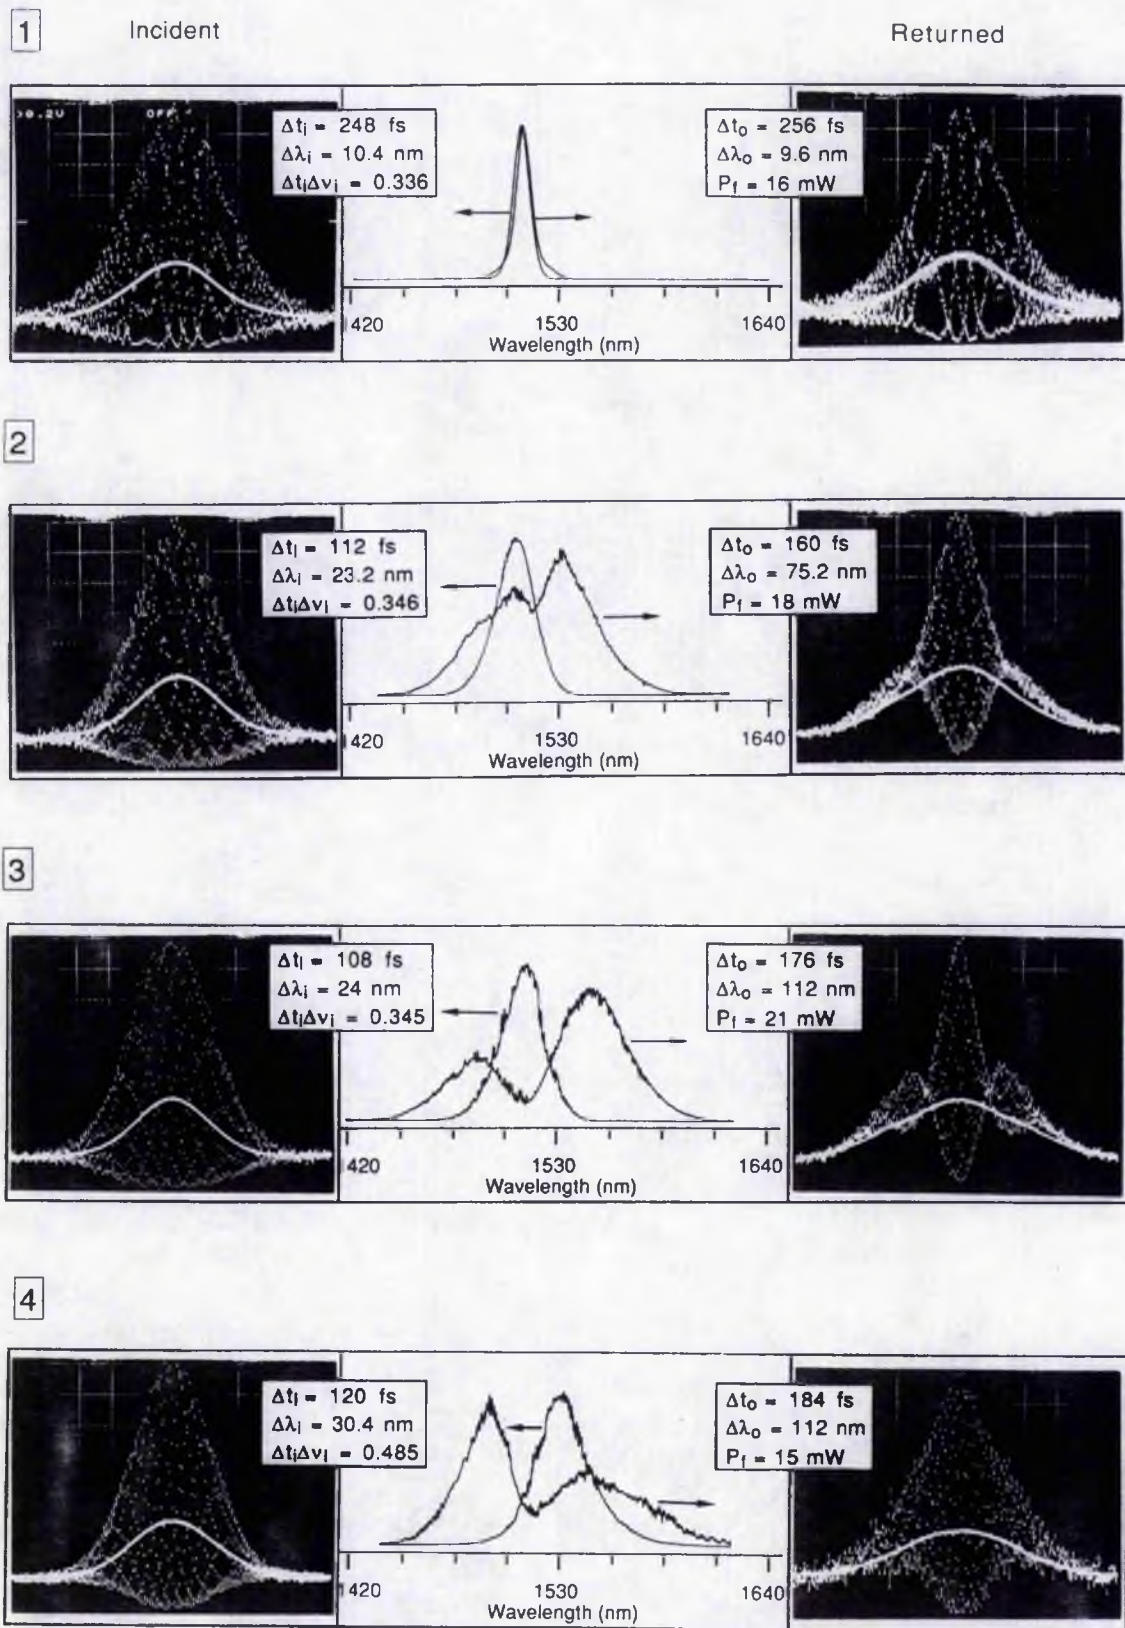 1 Incident Returned
>0.2V OFF
Δti = 248 fs
Δλi = 10.4 nm
ΔtiΔνi = 0.336
Δto = 256 fs
Δλo = 9.6 nm
Pf = 16 mW
1420 1530 1640
Wavelength (nm)
2
Δti = 112 fs
Δλi = 23.2 nm
ΔtiΔνi = 0.346
Δto = 160 fs
Δλo = 75.2 nm
Pf = 18 mW
1420 1530 1640
Wavelength (nm)
3
Δti = 108 fs
Δλi = 24 nm
ΔtiΔνi = 0.345
Δto = 176 fs
Δλo = 112 nm
Pf = 21 mW
1420 1530 1640
Wavelength (nm)
4
Δti = 120 fs
Δλi = 30.4 nm
ΔtiΔνi = 0.485
Δto = 184 fs
Δλo = 112 nm
Pf = 15 mW
1420 1530 1640
Wavelength (nm)